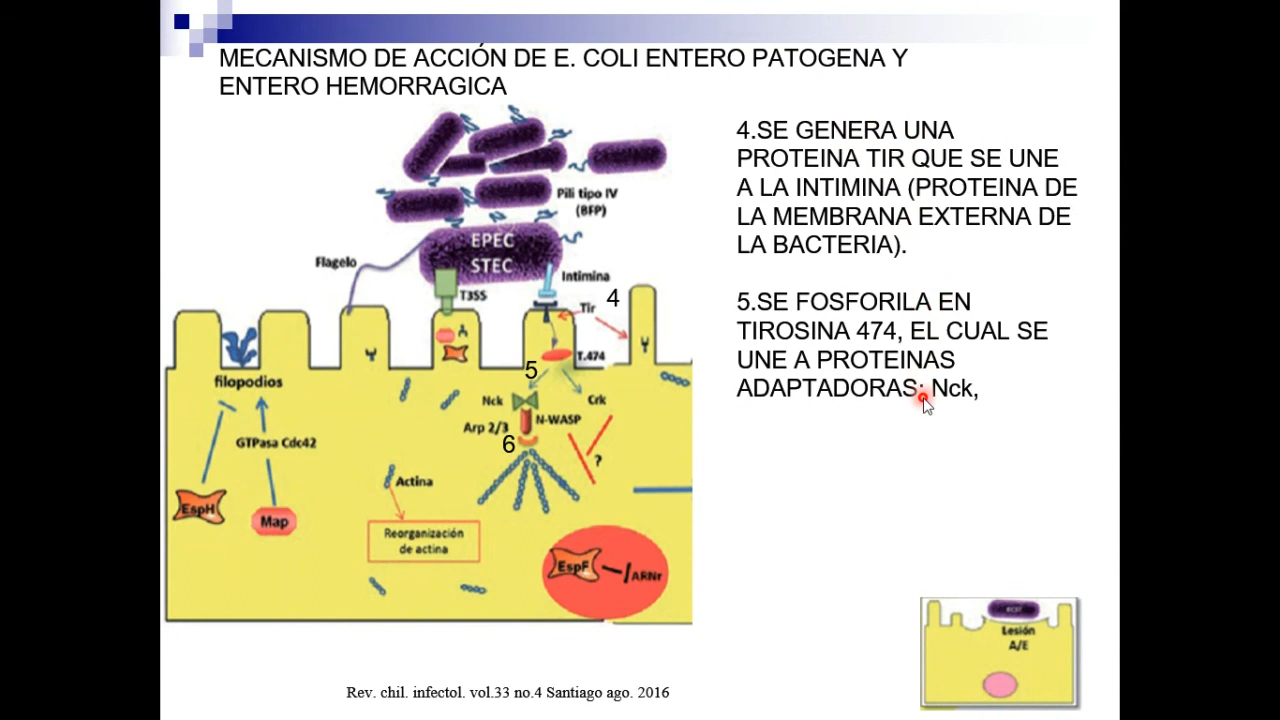 MECANISMO DE ACCIÓN DE E. COLI ENTERO PATOGENA Y
ENTERO HEMORRAGICA
4.SE GENERA UNA
PROTEINA TIR QUE SE UNE
A LA INTIMINA (PROTEINA DE
LA MEMBRANA EXTERNA DE
LA BACTERIA).
5.SE FOSFORILA EN
TIROSINA 474, EL CUAL SE
UNE A PROTEINAS
ADAPTADORAS: Nck,
Pili tipo IV
(BFP)
EPEC
STEC
Flagelo
Intimina
T3SS
Tir
4
T.474
5
filopodios
Nck
Crk
N-WASP
Arp 2/3
6
GTPasa Cdc42
?
Actina
EspH
Map
Reorganización
de actina
EspF
ARNr
Lesión
A/E
Rev. chil. infectol. vol.33 no.4 Santiago ago. 2016